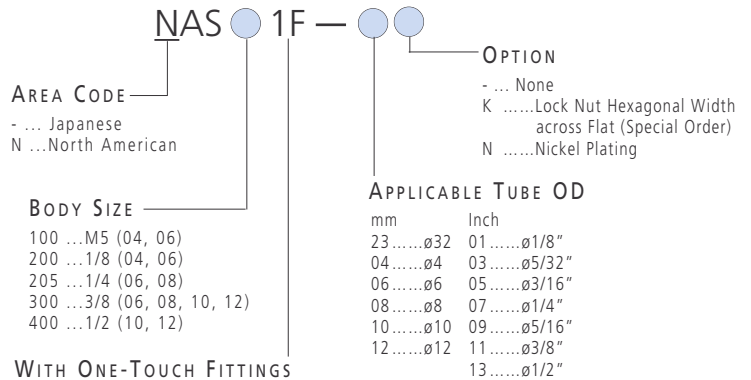 NAS 1F —
OPTION
- ... None
K ......Lock Nut Hexagonal Width
across Flat (Special Order)
N ......Nickel Plating
AREA CODE
- ... Japanese
N ...North American
BODY SIZE
100 ...M5 (04, 06)
200 ...1/8 (04, 06)
205 ...1/4 (06, 08)
300 ...3/8 (06, 08, 10, 12)
400 ...1/2 (10, 12)
APPLICABLE TUBE OD
mm Inch
23......ø32 01......ø1/8”
04......ø4 03......ø5/32”
06......ø6 05......ø3/16”
08......ø8 07......ø1/4”
10......ø10 09......ø5/16”
12......ø12 11......ø3/8”
13......ø1/2”
WITH ONE-TOUCH FITTINGS